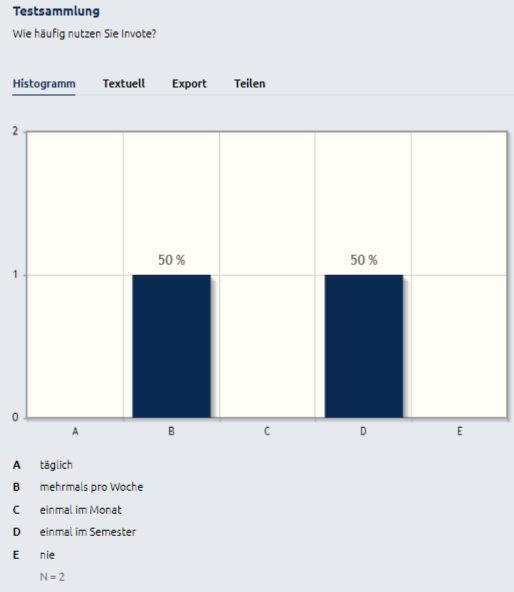 Testsammlung
Wie häufig nutzen Sie Invote?
Histogramm Textuell Export Teilen
2
50 % 50 %
1
0
A B C D E
A täglich
B mehrmals pro Woche
C einmal im Monat
D einmal im Semester
E nie
N = 2